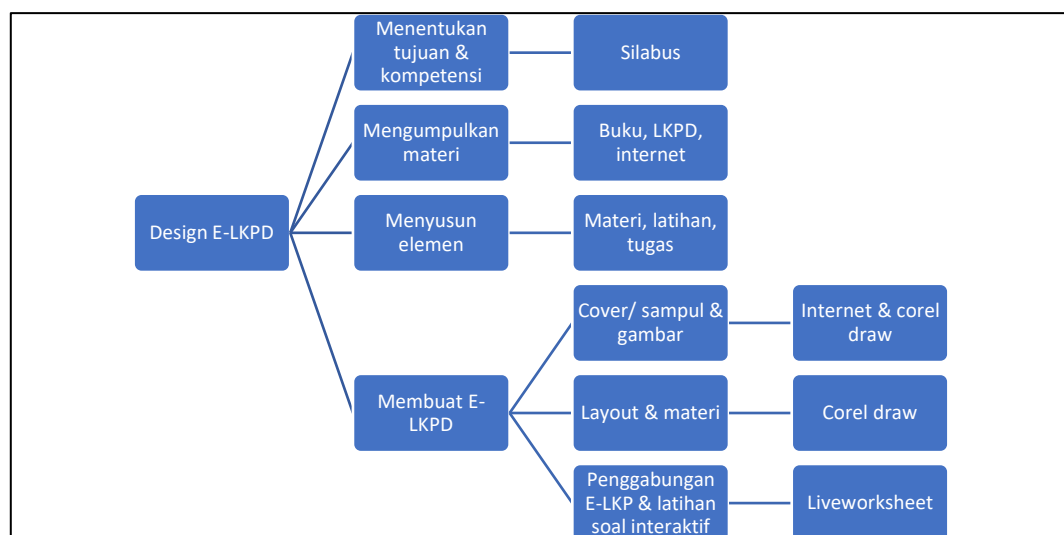 Design E-LKPD
Menentukan
tujuan &
kompetensi
Silabus
Mengumpulkan
materi
Buku, LKPD,
internet
Menyusun
elemen
Materi, latihan,
tugas
Membuat E-
LKPD
Cover/ sampul &
gambar
Internet & corel
draw
Layout & materi
Corel draw
Penggabungan
E-LKP & latihan
soal interaktif
Liveworksheet